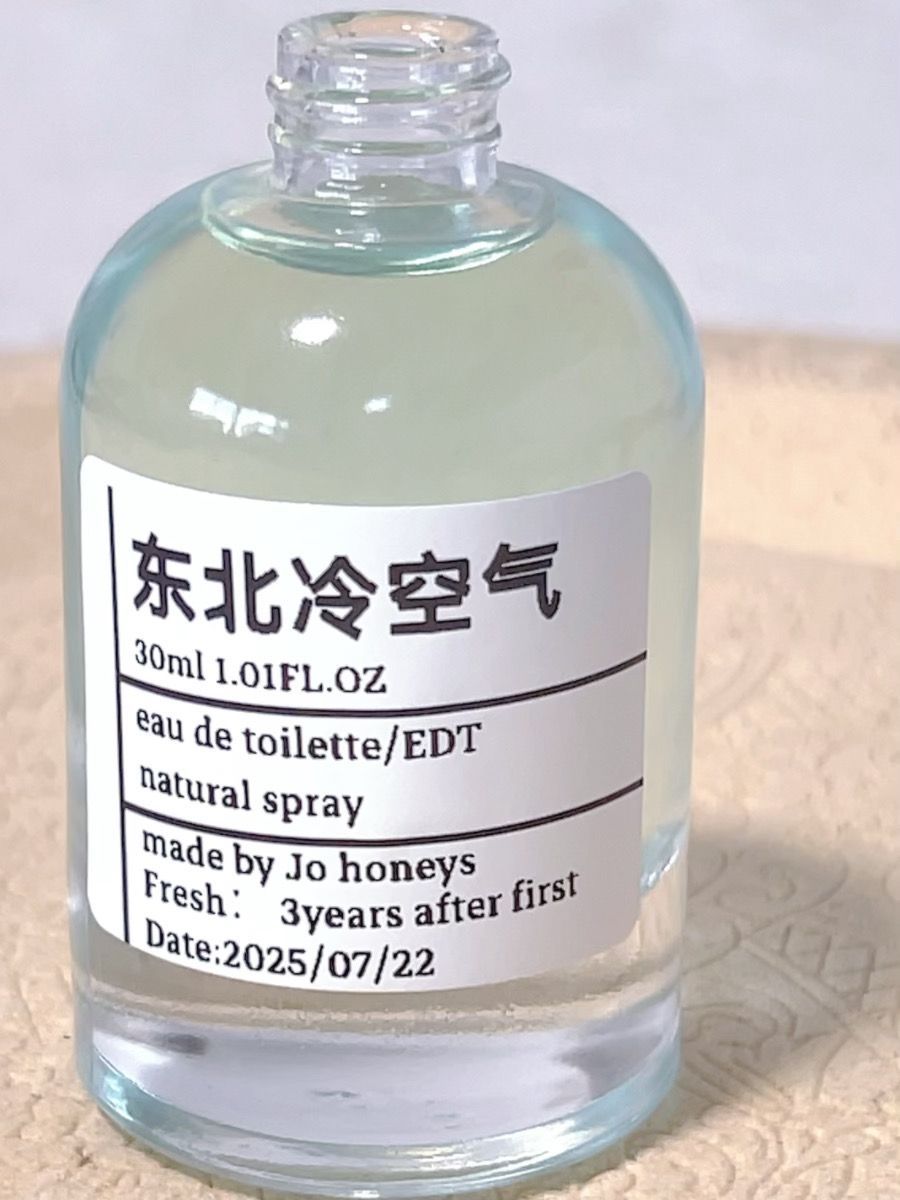 东北冷空气
30ml 1.01FL.OZ
eau de toilette/EDT
natural spray
made by Jo honeys
Fresh： 3years after first
Date:2025/07/22